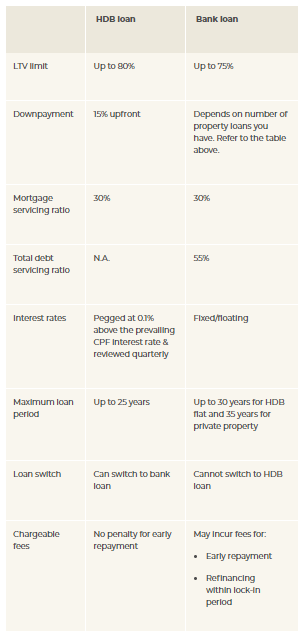 HDB loan
Bank loan
LTV limit
Up to 80%
Up to 75%
Downpayment
15% upfront
Depends on number of
property loans you
have. Refer to the table
above.
Mortgage
servicing ratio
30%
30%
Total debt
servicing ratio
N.A.
55%
Interest rates
Pegged at 0.1%
above the prevailing
CPF interest rate &
reviewed quarterly
Fixed/floating
Maximum loan
period
Up to 25 years
Up to 30 years for HDB
flat and 35 years for
private property
Loan switch
Can switch to bank
loan
Cannot switch to HDB
loan
Chargeable
fees
No penalty for early
repayment
May incur fees for:
• Early repayment
• Refinancing
within lock-in
period